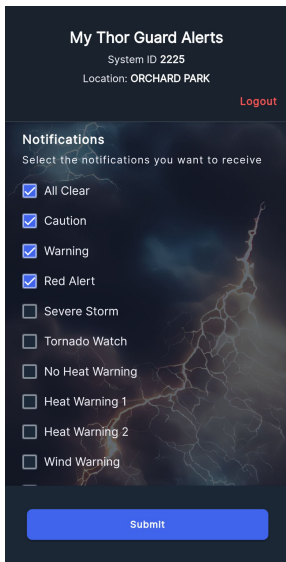 My Thor Guard Alerts
System ID 2225
Location: ORCHARD PARK
Logout
Notifications
Select the notifications you want to receive
All Clear
Caution
Warning
Red Alert
Severe Storm
Tornado Watch
No Heat Warning
Heat Warning 1
Heat Warning 2
Wind Warning
Submit